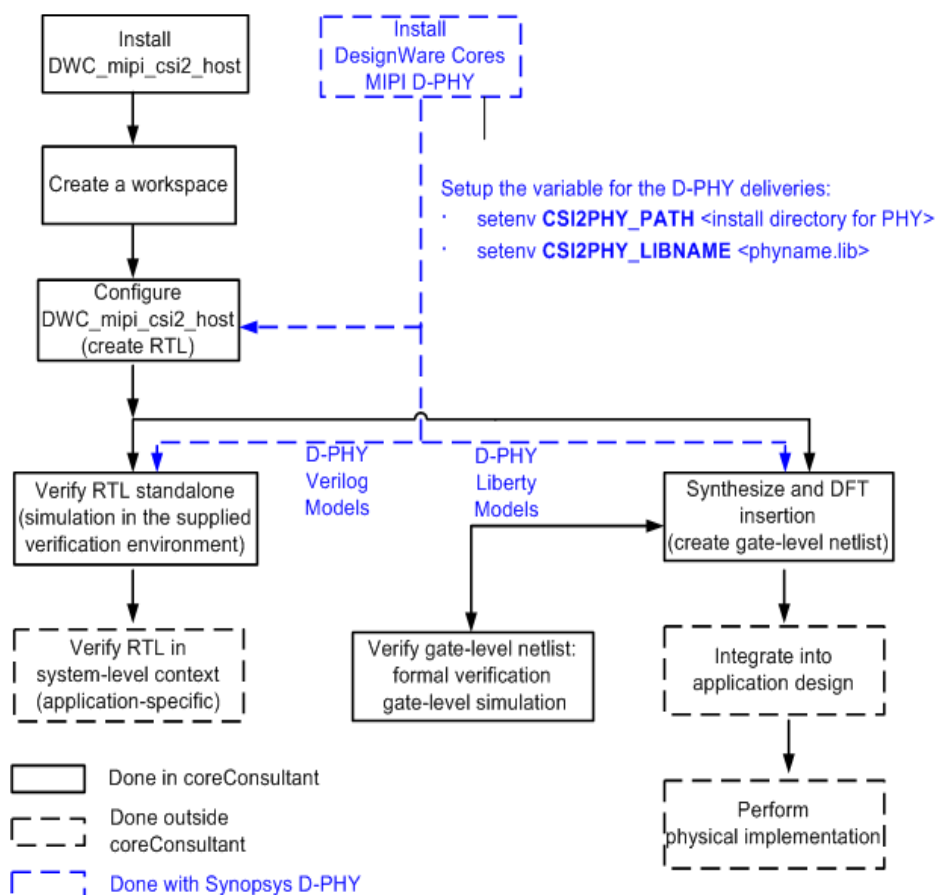 Install
DWC_mipi_csi2_host
Install
DesignWare Cores
MIPI D-PHY
Create a workspace
Setup the variable for the D-PHY deliveries:
· setenv CSI2PHY_PATH <install directory for PHY>
· setenv CSI2PHY_LIBNAME <phyname.lib>
Configure
DWC_mipi_csi2_host
(create RTL)
D-PHY
Verilog
Models
D-PHY
Liberty
Models
Verify RTL standalone
(simulation in the supplied
verification environment)
Synthesize and DFT
insertion
(create gate-level netlist)
Verify RTL in
system-level context
(application-specific)
Verify gate-level netlist:
formal verification
gate-level simulation
Integrate into
application design
Perform
physical implementation
Done in coreConsultant
Done outside
coreConsultant
Done with Synopsys D-PHY